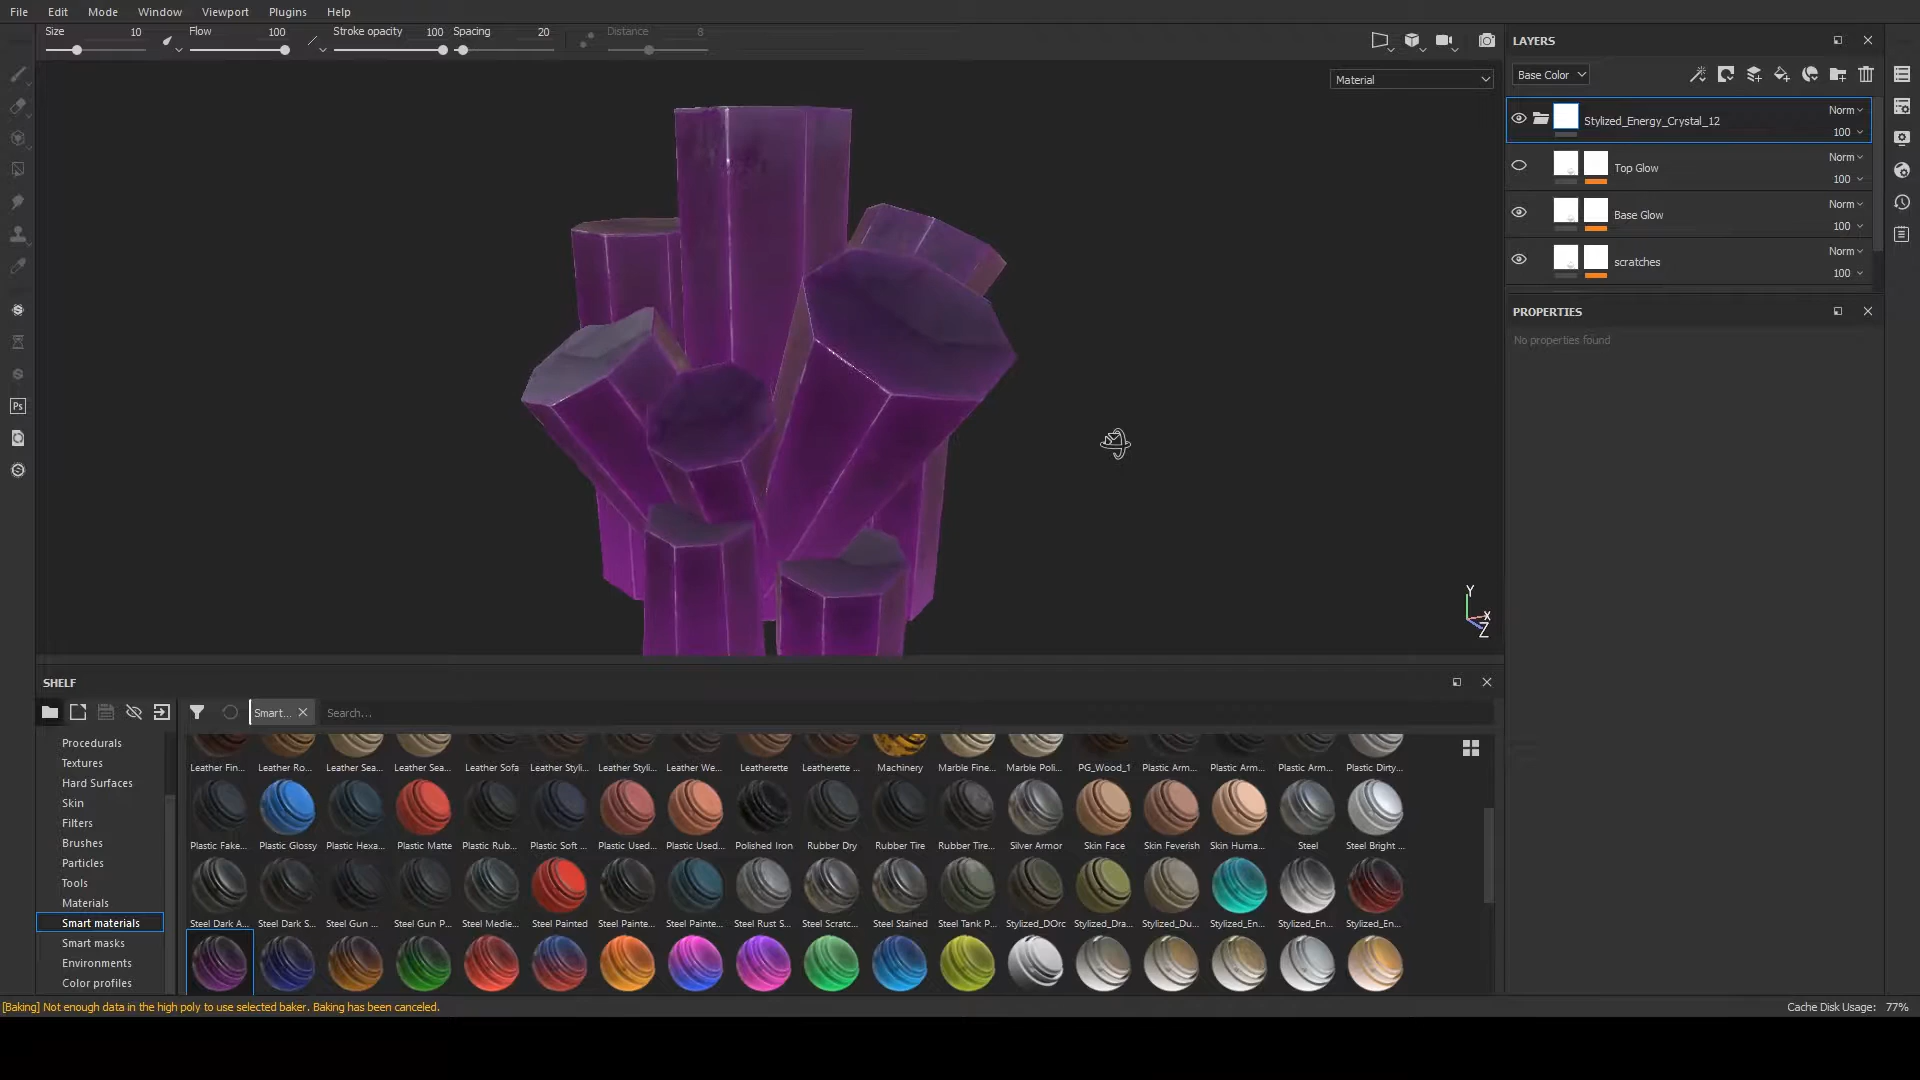 File Edit Mode Window Viewport Plugins Help
Size 10 Flow 100 Stroke opacity 100 Spacing 20 Distance 8
Material
LAYERS
Base Color
Stylized_Energy_Crystal_12 Norm 100
Top Glow Norm 100
Base Glow Norm 100
scratches Norm 100
PROPERTIES
No properties found
Ps
Y
X
Z
SHELF
Smart... Search...
Procedurals
Textures
Hard Surfaces
Skin
Filters
Brushes
Particles
Tools
Materials
Smart materials
Smart masks
Environments
Color profiles
Leather Fin... Leather Ro... Leather Sea... Leather Sea... Leather Sofa Leather Styli... Leather Styli... Leather We... Leatherette Leatherette ... Machinery Marble Fine... Marble Poli... PG_Wood_1 Plastic Arm... Plastic Arm... Plastic Arm... Plastic Dirty...
Plastic Fake... Plastic Glossy Plastic Hexa... Plastic Matte Plastic Rub... Plastic Soft ... Plastic Used... Plastic Used... Polished Iron Rubber Dry Rubber Tire Rubber Tire... Silver Armor Skin Face Skin Feverish Skin Huma... Steel Steel Bright ...
Steel Dark A... Steel Dark S... Steel Gun ... Steel Gun P... Steel Medie... Steel Painted Steel Painte... Steel Painte... Steel Rust S... Steel Scratc... Steel Stained Steel Tank P... Stylized_DOrc Stylized_Dra... Stylized_Du... Stylized_En... Stylized_En... Stylized_En...
[Baking] Not enough data in the high poly to use selected baker. Baking has been canceled.
Cache Disk Usage: 77%